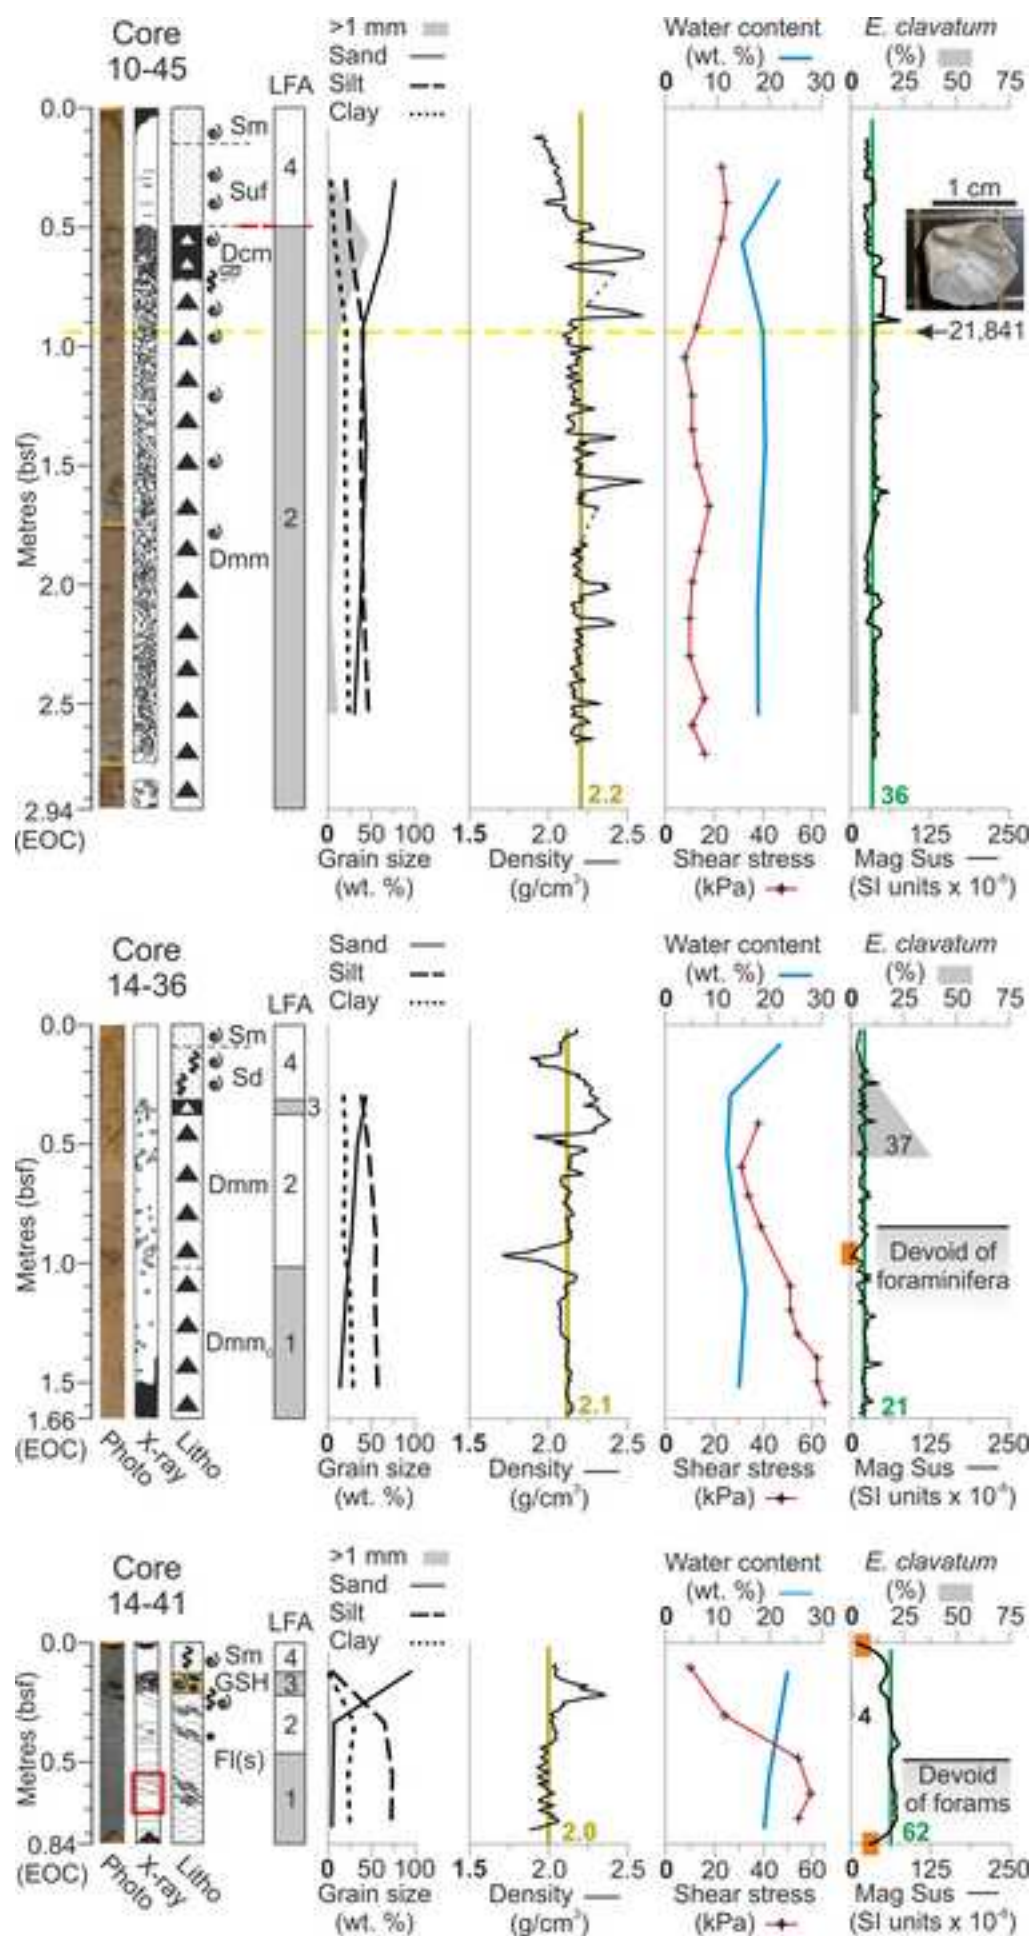 Core
10-45
LFA
>1 mm
Sand
Silt
Clay
Water content
(wt. %)
0 10 20 30
E. clavatum
(%)
0 25 50 75
0.0
0.5
1.0
1.5
2.0
2.5
2.94
(EOC)
Metres (bsf)
Sm
Suf
Dcm
Dmm
4
2
1 cm
21,841
2.2
36
0 50 100
Grain size
(wt. %)
1.5 2.0 2.5
Density
(g/cm³)
0 20 40 60
Shear stress
(kPa)
0 125 250
Mag Sus
(SI units x 10⁻⁸)
Core
14-36
LFA
Sand
Silt
Clay
Water content
(wt. %)
0 10 20 30
E. clavatum
(%)
0 25 50 75
0.0
0.5
1.0
1.5
1.66
(EOC)
Metres (bsf)
Sm
Sd
Dmm
Dmm
4
3
2
1
37
Devoid of
foraminifera
2.1
21
Photo
X-ray
Litho
0 50 100
Grain size
(wt. %)
1.5 2.0 2.5
Density
(g/cm³)
0 20 40 60
Shear stress
(kPa)
0 125 250
Mag Sus
(SI units x 10⁻⁸)
Core
14-41
LFA
>1 mm
Sand
Silt
Clay
Water content
(wt. %)
0 10 20 30
E. clavatum
(%)
0 25 50 75
0.0
0.5
0.84
(EOC)
Metres (bsf)
Sm
GSH
Fl(s)
4
3
2
1
4
Devoid
of forams
2.0
62
Photo
X-ray
Litho
0 50 100
Grain size
(wt. %)
1.5 2.0 2.5
Density
(g/cm³)
0 20 40 60
Shear stress
(kPa)
0 125 250
Mag Sus
(SI units x 10⁻⁸)